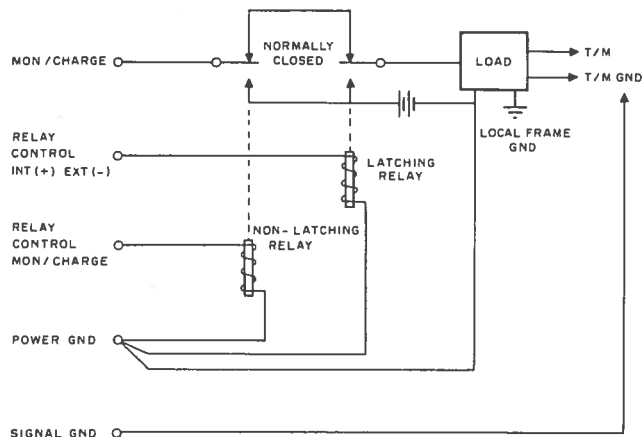 MON/CHARGE
NORMALLY
CLOSED
LOAD
T/M
T/M GND
LOCAL FRAME
GND
RELAY
CONTROL
INT(+) EXT(-)
LATCHING
RELAY
RELAY
CONTROL
MON/CHARGE
NON-LATCHING
RELAY
POWER GND
SIGNAL GND